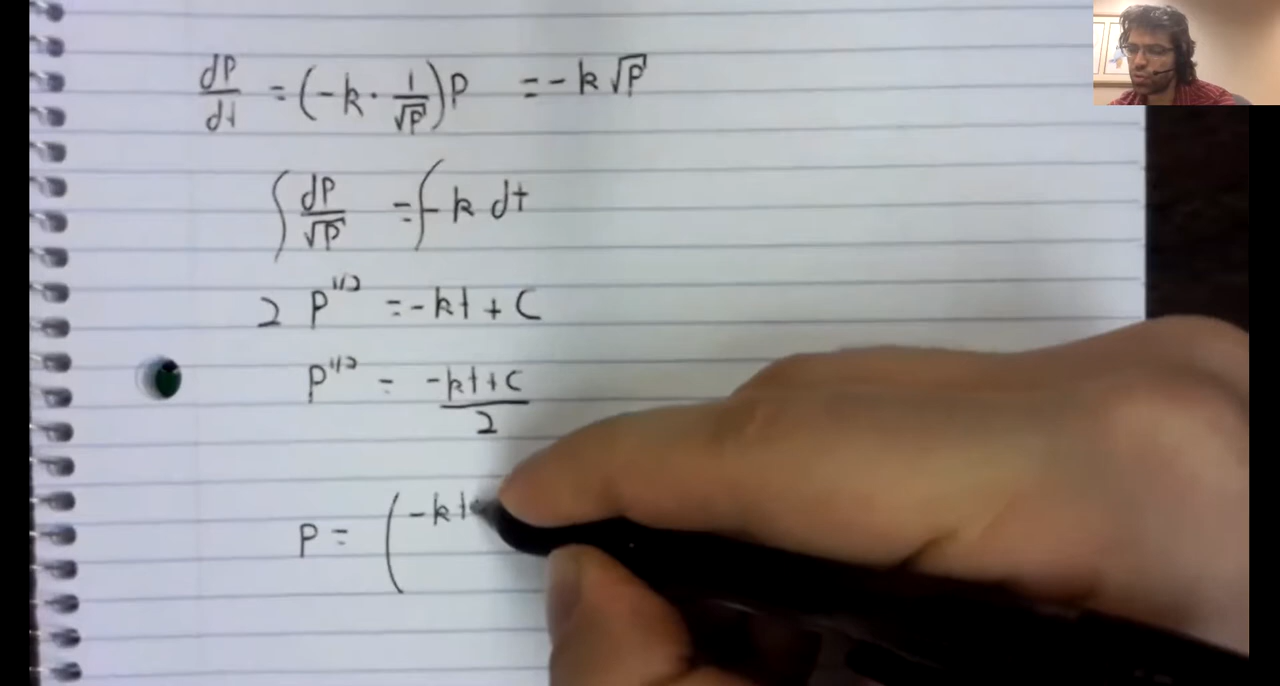 dP/dt = (-k · 1/√P)P = -k√P
∫ dP/√P = ∫-k dt
2 P^1/2 = -kt + C
P^1/2 = (-kt+C)/2
P = (-kt